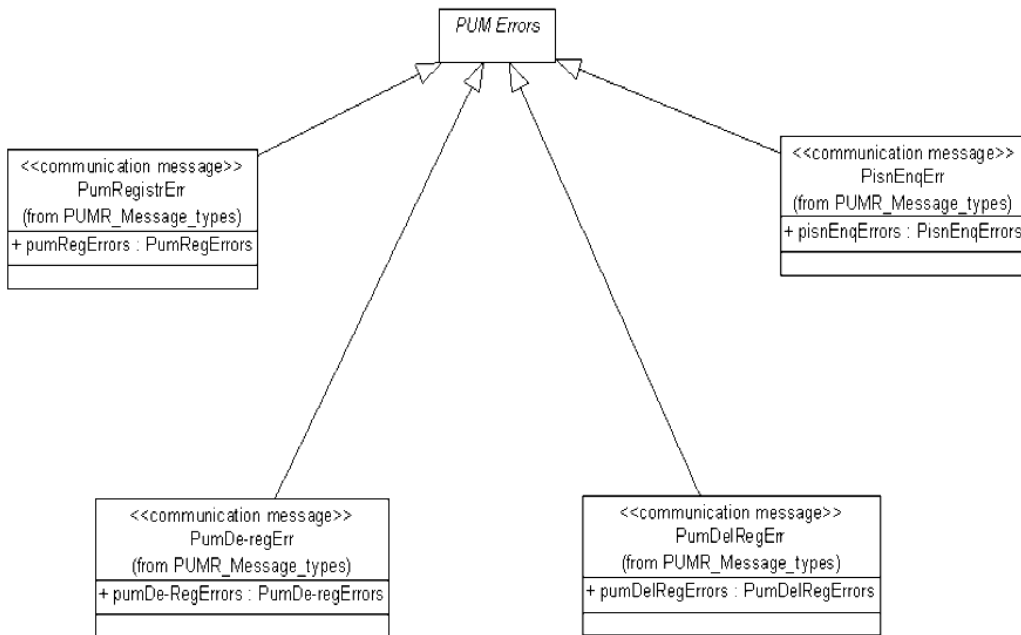 PUM Errors
<<communication message>>
PumRegistrErr
(from PUMR_Message_types)
+ pumRegErrors : PumRegErrors
<<communication message>>
PisnEnqErr
(from PUMR_Message_types)
+ pisnEnqErrors : PisnEnqErrors
<<communication message>>
PumDe-regErr
(from PUMR_Message_types)
+ pumDe-RegErrors : PumDe-regErrors
<<communication message>>
PumDelRegErr
(from PUMR_Message_types)
+ pumDelRegErrors : PumDelRegErrors